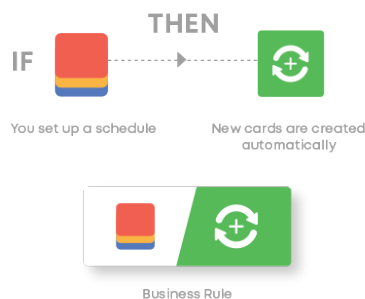 THEN
IF
You set up a schedule
New cards are created
automatically
Business Rule